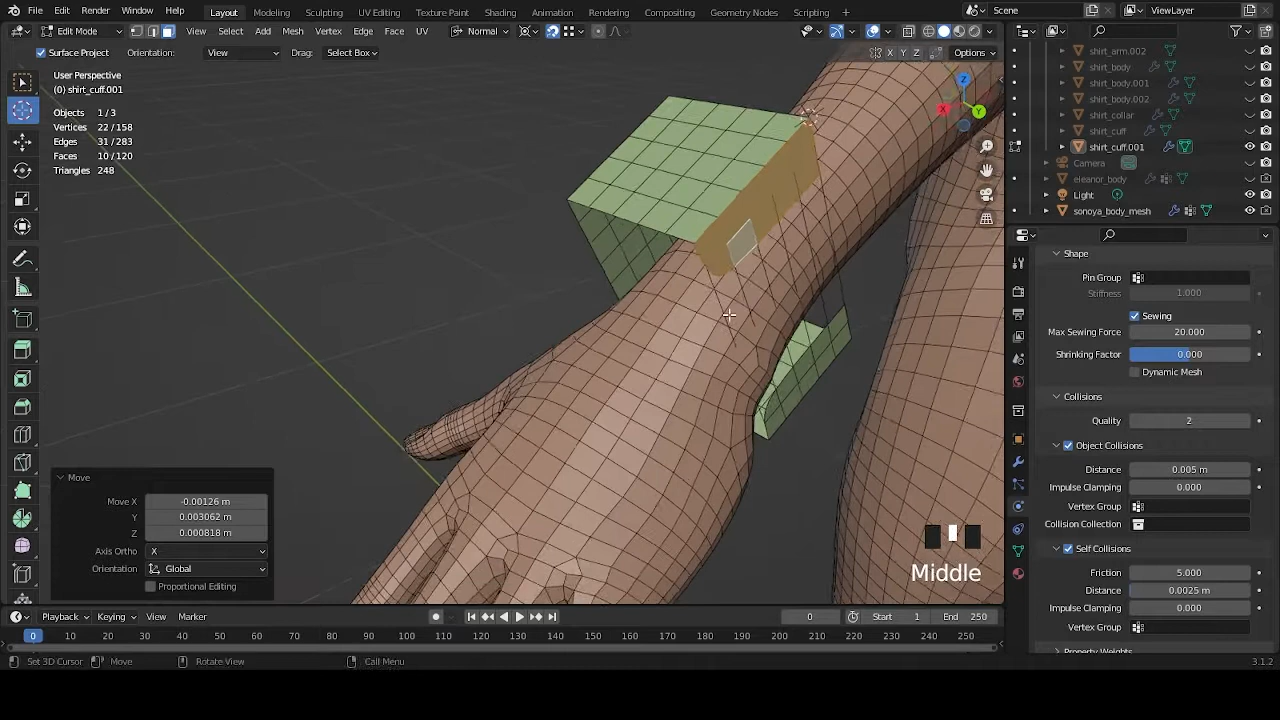 File Edit Render Window Help Layout Modeling Sculpting UV Editing Texture Paint Shading Animation Rendering Compositing Geometry Nodes Scripting + Scene ViewLayer
Edit Mode View Select Add Mesh Vertex Edge Face UV Normal X Y Z
Surface Project Orientation: View Drag: Select Box Options
User Perspective
(0) shirt_cuff.001
Objects 1/3
Vertices 22/158
Edges 31/283
Faces 10/120
Triangles 248
Z
X
Y
shirt_arm.002
shirt_body
shirt_body.001
shirt_body.002
shirt_collar
shirt_cuff
shirt_cuff.001
Camera
eleanor_body
Light
sonoya_body_mesh
Shape
Pin Group
Stiffness 1.000
Sewing
Max Sewing Force 20.000
Shrinking Factor 0.000
Dynamic Mesh
Collisions
Quality 2
Object Collisions
Distance 0.005 m
Impulse Clamping 0.000
Vertex Group
Collision Collection
Self Collisions
Friction 5.000
Distance 0.0025 m
Impulse Clamping 0.000
Vertex Group
Property Weights
Move
Move X -0.00126 m
Y 0.003062 m
Z 0.000818 m
Axis Ortho X
Orientation Global
Proportional Editing
Middle
Playback Keying View Marker 0 Start 1 End 250
0 10 20 30 40 50 60 70 80 90 100 110 120 130 140 150 160 170 180 190 200 210 220 230 240 250
Set 3D Cursor Move Rotate View Call Menu 3.1.2